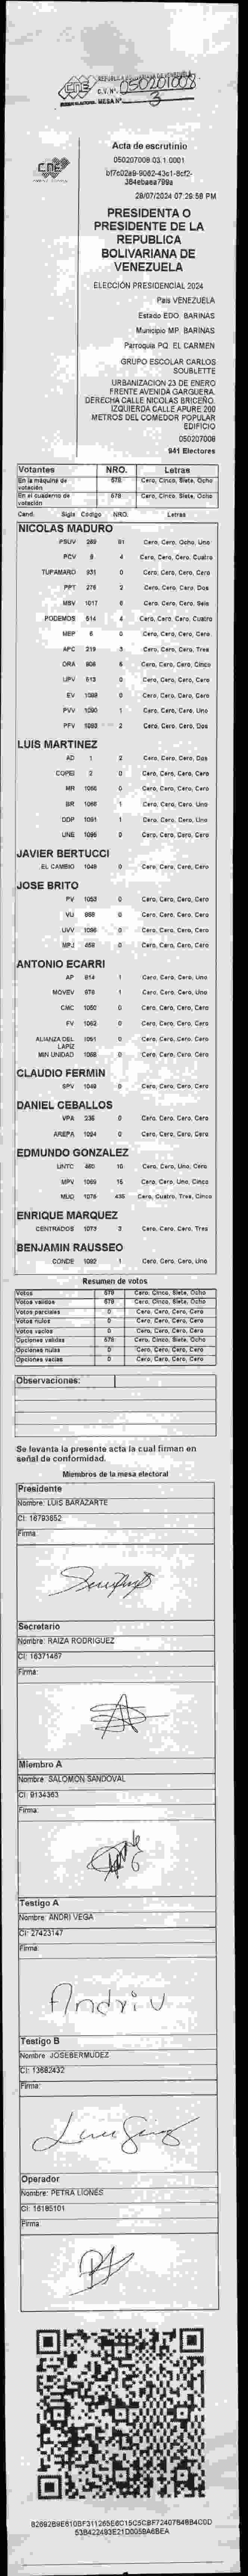 REPÚBLICA BOLIVARIANA DE VENEZUELA
CNE
C.V. Nº. 050201008
MESA Nº 3
CNE
Acta de escrutinio
050207008.03.1.0001
28/07/2024 07:29:58 PM
PRESIDENTA O
PRESIDENTE DE LA
REPUBLICA
BOLIVARIANA DE
VENEZUELA
ELECCIÓN PRESIDENCIAL 2024
País VENEZUELA
Estado EDO. BARINAS
Municipio MP. BARINAS
Parroquia PQ. EL CARMEN
GRUPO ESCOLAR CARLOS
SOUBLETTE
URBANIZACION 23 DE ENERO
FRENTE AVENIDA GARGUERA.
DERECHA CALLE NICOLAS BRICEÑO.
IZQUIERDA CALLE APURE 200
METROS DEL COMEDOR POPULAR
EDIFICIO
050207008
941 Electores
Votantes NRO. Letras
En la máquina de votación 578 Cero, Cinco, Siete, Ocho
En el cuaderno de votación 578 Cero, Cinco, Siete, Ocho
Cand. Sigla Código NRO. Letras
NICOLAS MADURO
PSUV 269 81 Cero, Cero, Ocho, Uno
PCV 8 4 Cero, Cero, Cero, Cuatro
TUPAMARO 931 0 Cero, Cero, Cero, Cero
PPT 276 2 Cero, Cero, Cero, Dos
MSV 1017 6 Cero, Cero, Cero, Seis
PODEMOS 514 4 Cero, Cero, Cero, Cuatro
MEP 6 0 Cero, Cero, Cero, Cero
APC 219 3 Cero, Cero, Cero, Tres
ORA 906 5 Cero, Cero, Cero, Cinco
UPV 513 0 Cero, Cero, Cero, Cero
EV 1088 0 Cero, Cero, Cero, Cero
PVV 1090 1 Cero, Cero, Cero, Uno
PFV 1093 2 Cero, Cero, Cero, Dos
LUIS MARTINEZ
AD 1 2 Cero, Cero, Cero, Dos
COPEI 2 0 Cero, Cero, Cero, Cero
MR 1056 0 Cero, Cero, Cero, Cero
BR 1066 1 Cero, Cero, Cero, Uno
DDP 1091 1 Cero, Cero, Cero, Uno
UNE 1095 0 Cero, Cero, Cero, Cero
JAVIER BERTUCCI
EL CAMBIO 1049 0 Cero, Cero, Cero, Cero
JOSE BRITO
PV 1053 0 Cero, Cero, Cero, Cero
VU 988 0 Cero, Cero, Cero, Cero
UVV 1096 0 Cero, Cero, Cero, Cero
MPJ 458 0 Cero, Cero, Cero, Cero
ANTONIO ECARRI
AP 914 1 Cero, Cero, Cero, Uno
MOVEV 978 1 Cero, Cero, Cero, Uno
CMC 1050 0 Cero, Cero, Cero, Cero
FV 1062 0 Cero, Cero, Cero, Cero
ALIANZA DEL LÁPIZ 1051 0 Cero, Cero, Cero, Cero
MIN UNIDAD 1068 0 Cero, Cero, Cero, Cero
CLAUDIO FERMIN
SPV 1048 0 Cero, Cero, Cero, Cero
DANIEL CEBALLOS
VPA 236 0 Cero, Cero, Cero, Cero
AREPA 1094 0 Cero, Cero, Cero, Cero
EDMUNDO GONZALEZ
UNTC 460 10 Cero, Cero, Uno, Cero
MPV 1069 15 Cero, Cero, Uno, Cinco
MUD 1076 435 Cero, Cuatro, Tres, Cinco
ENRIQUE MARQUEZ
CENTRADOS 1073 3 Cero, Cero, Cero, Tres
BENJAMIN RAUSSEO
CONDE 1092 1 Cero, Cero, Cero, Uno
Resumen de votos
Votos 578 Cero, Cinco, Siete, Ocho
Votos validos 578 Cero, Cinco, Siete, Ocho
Votos parciales 0 Cero, Cero, Cero, Cero
Votos nulos 0 Cero, Cero, Cero, Cero
Votos vacíos 0 Cero, Cero, Cero, Cero
Opciones validas 578 Cero, Cinco, Siete, Ocho
Opciones nulas 0 Cero, Cero, Cero, Cero
Opciones vacías 0 Cero, Cero, Cero, Cero
Observaciones:
Se levanta la presente acta la cual firman en
señal de conformidad.
Miembros de la mesa electoral
Presidente
Nombre: LUIS BARAZARTE
CI: 16793652
Firma:
Secretario
Nombre: RAIZA RODRIGUEZ
CI: 16371467
Firma:
Miembro A
Nombre: SALOMON SANDOVAL
CI: 9134363
Firma:
Testigo A
Nombre: ANDRI VEGA
CI: 27423147
Firma:
Andri V
Testigo B
Nombre: JOSEBERMUDEZ
CI: 13682432
Firma:
Operador
Nombre: PETRA LIONES
CI: 16185101
Firma: